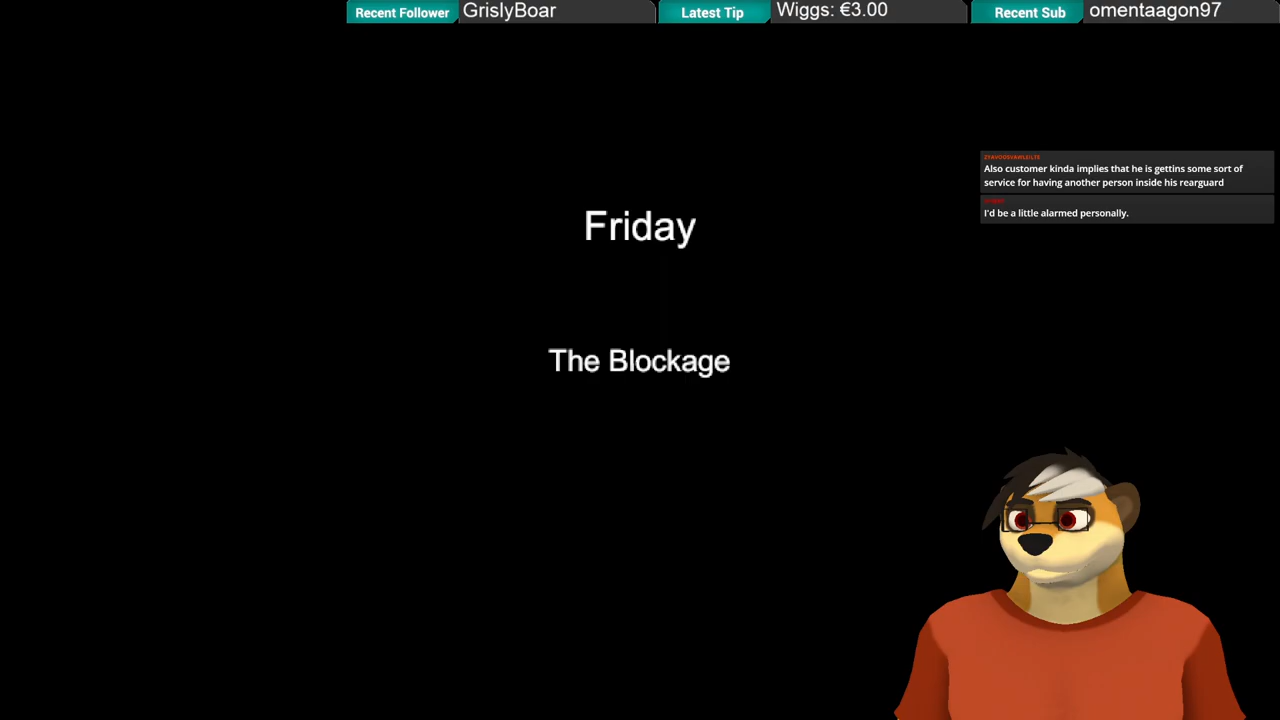 Recent Follower
GrislyBoar
Latest Tip
Wiggs: €3.00
Recent Sub
omentaagon97
Friday
The Blockage
Also customer kinda implies that he is gettins some sort of
service for having another person inside his rearguard
I'd be a little alarmed personally.